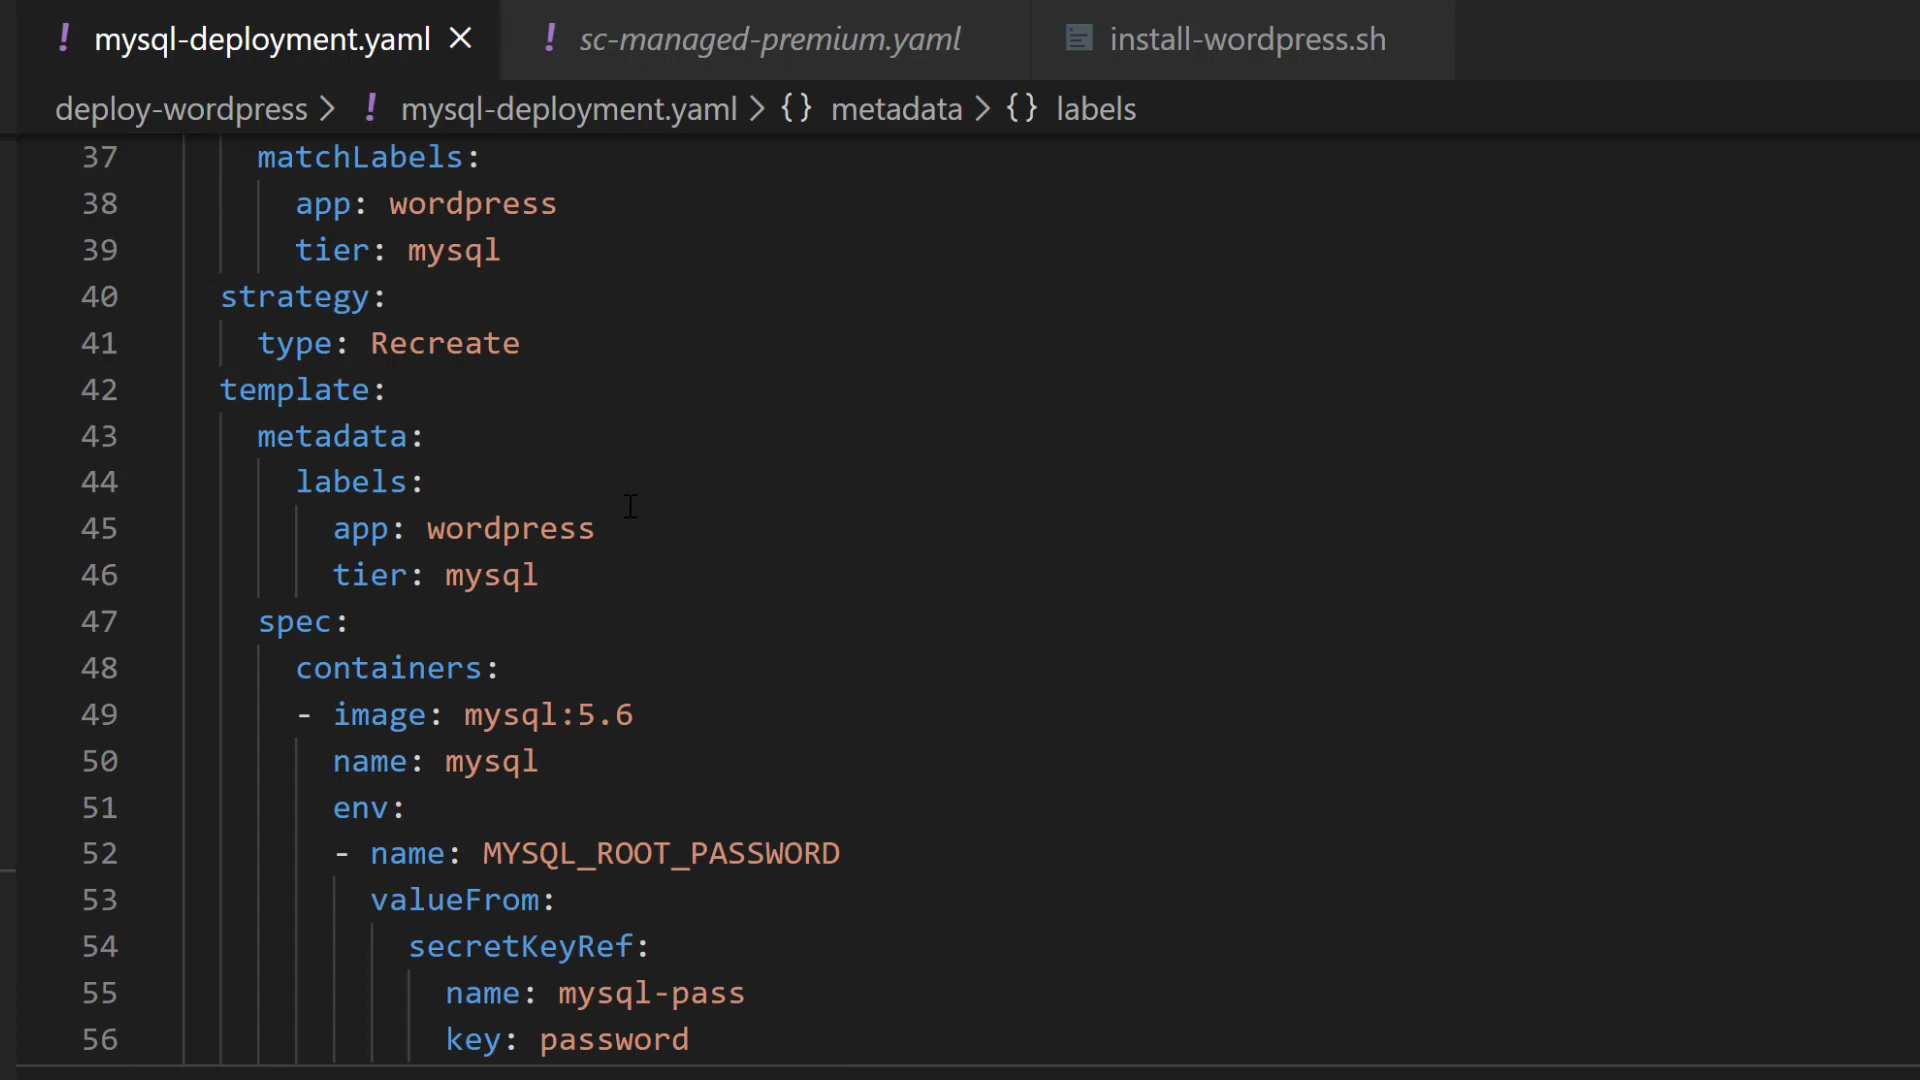 ! mysql-deployment.yaml × ! sc-managed-premium.yaml install-wordpress.sh
deploy-wordpress > ! mysql-deployment.yaml > {} metadata > {} labels
37 matchLabels:
38 app: wordpress
39 tier: mysql
40 strategy:
41 type: Recreate
42 template:
43 metadata:
44 labels:
45 app: wordpress
46 tier: mysql
47 spec:
48 containers:
49 - image: mysql:5.6
50 name: mysql
51 env:
52 - name: MYSQL_ROOT_PASSWORD
53 valueFrom:
54 secretKeyRef:
55 name: mysql-pass
56 key: password